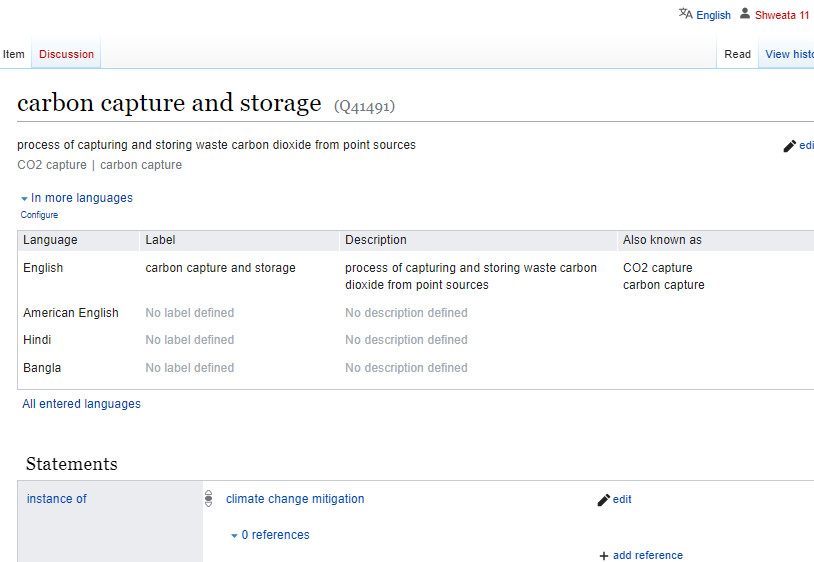 English Shweata 11
Item Discussion Read View histo
carbon capture and storage (Q41491)
process of capturing and storing waste carbon dioxide from point sources edi
CO2 capture | carbon capture
In more languages
Configure
Language Label Description Also known as
English carbon capture and storage process of capturing and storing waste carbon CO2 capture
dioxide from point sources carbon capture
American English No label defined No description defined
Hindi No label defined No description defined
Bangla No label defined No description defined
All entered languages
Statements
instance of climate change mitigation edit
0 references
+ add reference